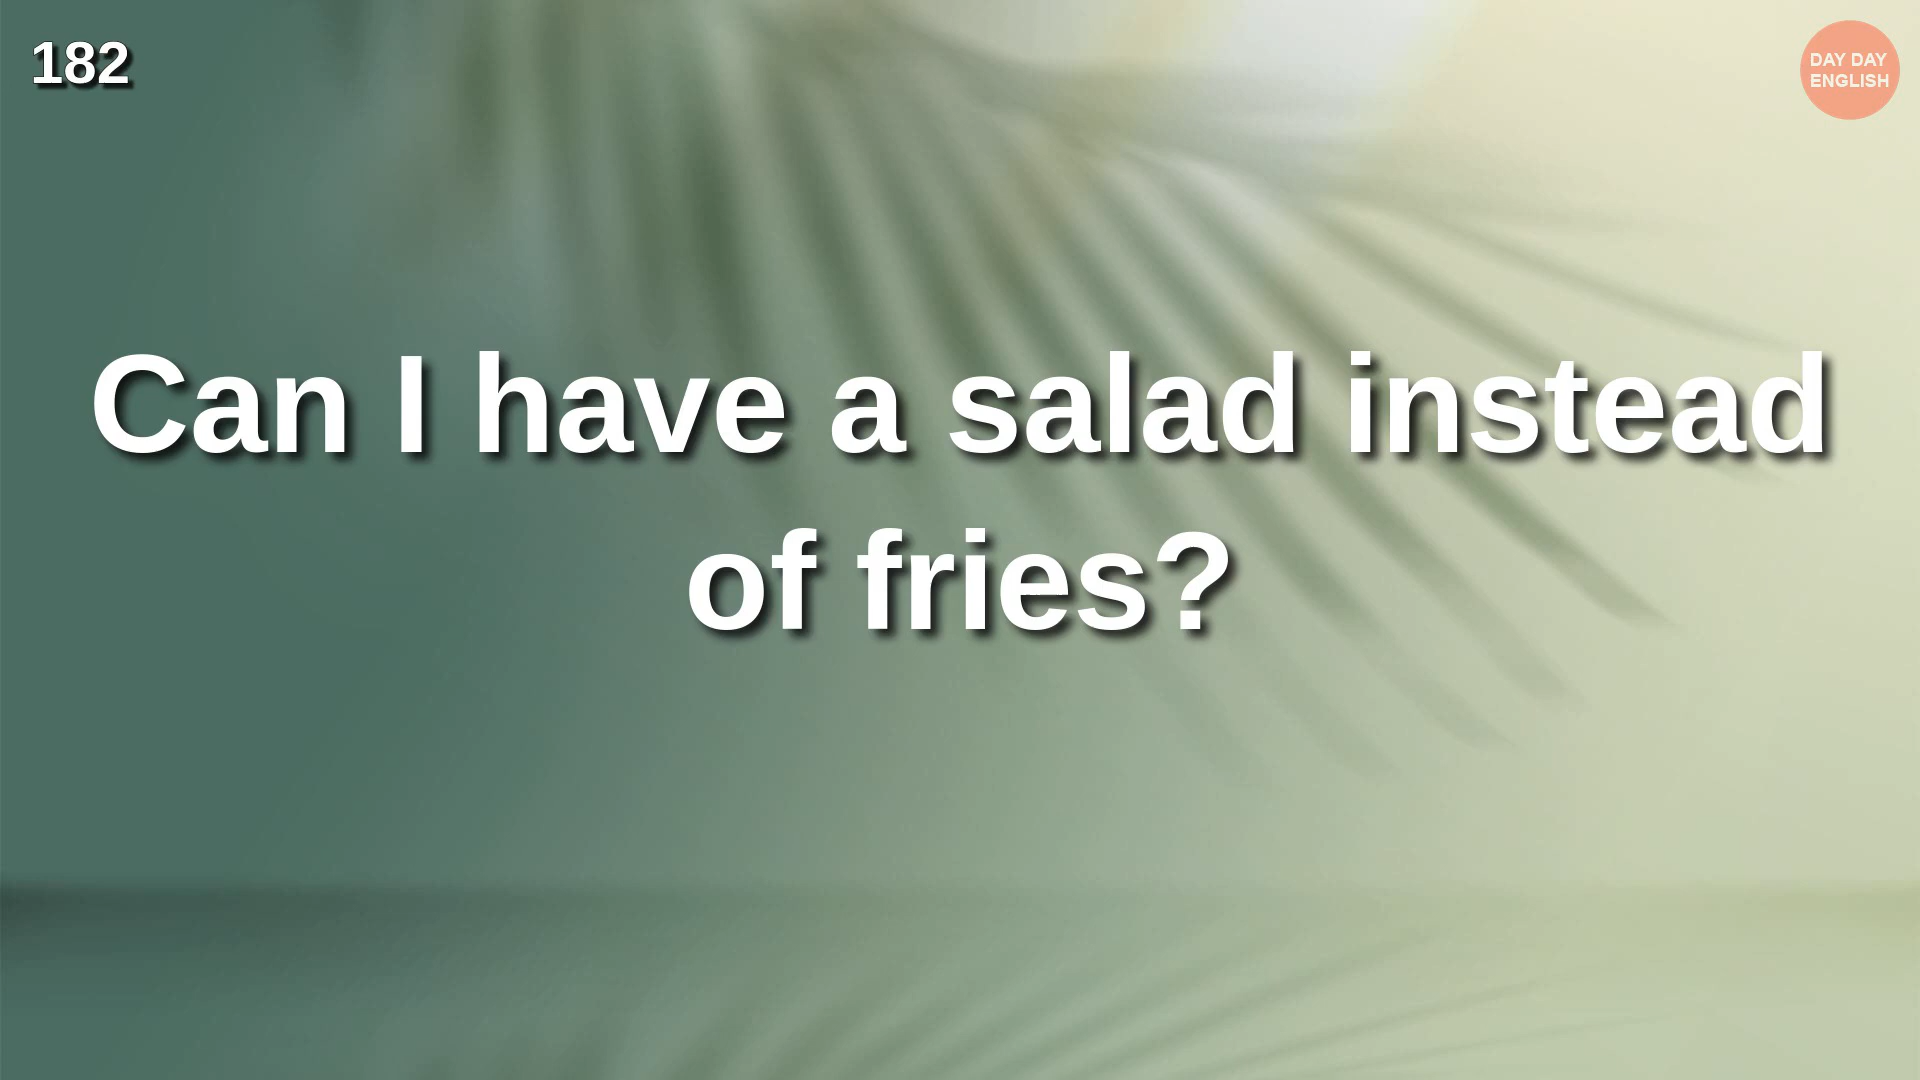 182
DAY DAY
ENGLISH
Can I have a salad instead
of fries?